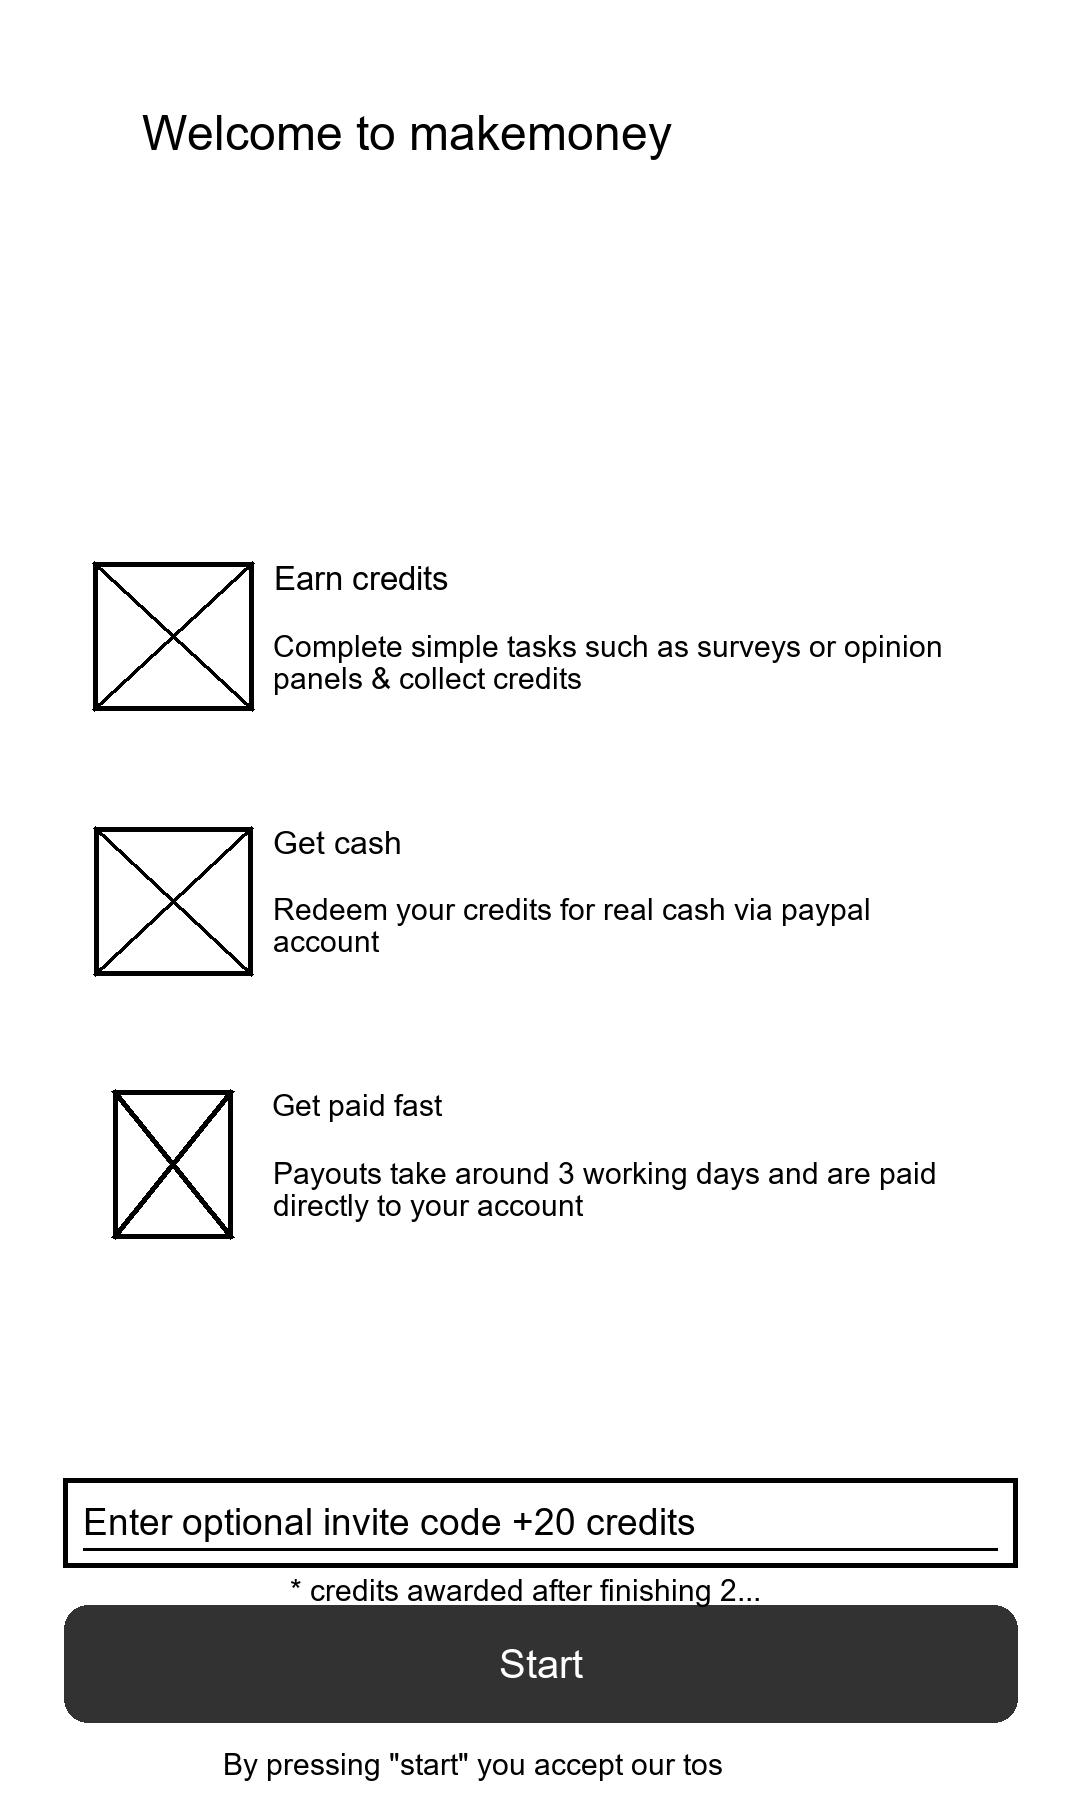 Welcome to makemoney
Earn credits
Complete simple tasks such as surveys or opinion
panels & collect credits
Get cash
Redeem your credits for real cash via paypal
account
Get paid fast
Payouts take around 3 working days and are paid
directly to your account
Enter optional invite code +20 credits
* credits awarded after finishing 2...
Start
By pressing "start" you accept our tos